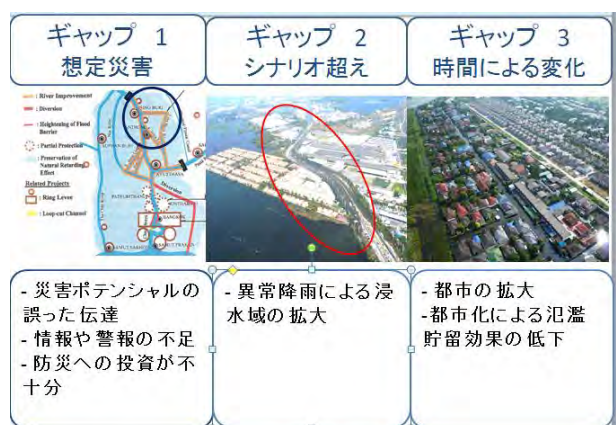 ギャップ 1
想定災害
ギャップ 2
シナリオ超え
ギャップ 3
時間による変化
: River Improvement
: Diversion
: Heightening of Flood
Barrier
: Partial Protection
: Preservation of
Natural Retarding
Effect
Related Projects
: Ring Levee
: Loop cut Channel
Diversion
- 災害ポテンシャルの
誤った伝達
- 情報や警報の不足
- 防災への投資が不
十分
- 異常降雨による浸
水域の拡大
- 都市の拡大
-都市化による氾濫
貯留効果の低下